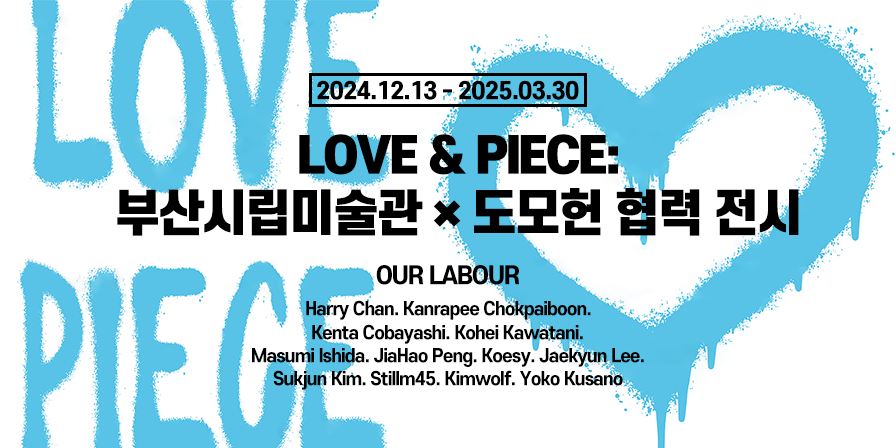 LOVE
PIECE
2024.12.13 - 2025.03.30
LOVE & PIECE:
부산시립미술관 × 도모헌 협력 전시
OUR LABOUR
Harry Chan. Kanrapee Chokpaiboon.
Kenta Cobayashi. Kohei Kawatani.
Masumi Ishida. JiaHao Peng. Koesy. Jaekyun Lee.
Sukjun Kim. Stillm45. Kimwolf. Yoko Kusano